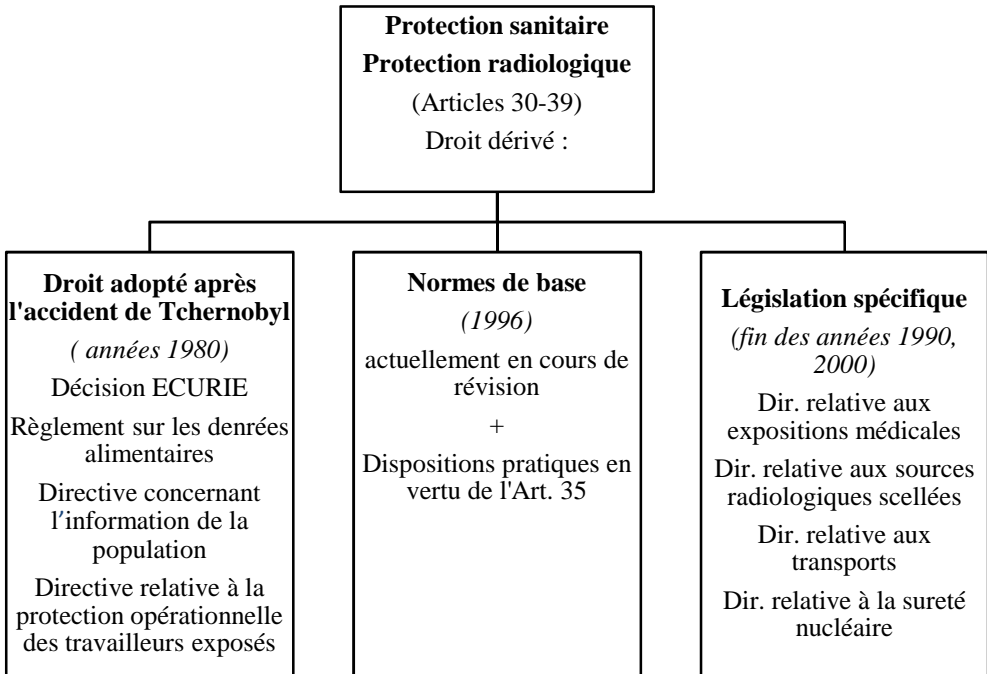 Protection sanitaire
Protection radiologique
(Articles 30-39)
Droit dérivé :
Droit adopté après
l'accident de Tchernobyl
( années 1980)
Décision ECURIE
Règlement sur les denrées
alimentaires
Directive concernant
l’information de la
population
Directive relative à la
protection opérationnelle
des travailleurs exposés
Normes de base
(1996)
actuellement en cours de
révision
+
Dispositions pratiques en
vertu de l'Art. 35
Législation spécifique
(fin des années 1990,
2000)
Dir. relative aux
expositions médicales
Dir. relative aux sources
radiologiques scellées
Dir. relative aux
transports
Dir. relative à la sureté
nucléaire